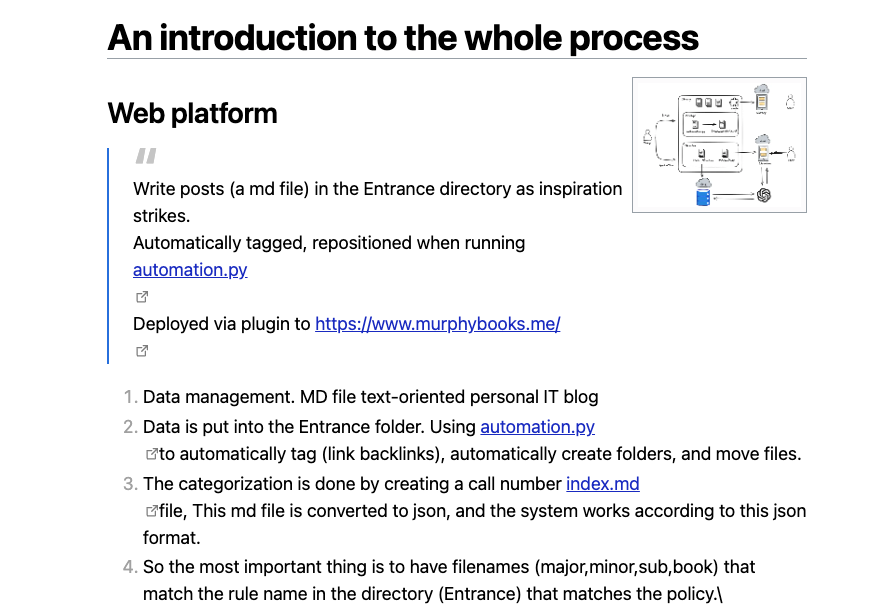 An introduction to the whole process
Web platform
Write posts (a md file) in the Entrance directory as inspiration
strikes.
Automatically tagged, repositioned when running
automation.py
Deployed via plugin to https://www.murphybooks.me/
1. Data management. MD file text-oriented personal IT blog
2. Data is put into the Entrance folder. Using automation.py
to automatically tag (link backlinks), automatically create folders, and move files.
3. The categorization is done by creating a call number index.md
file, This md file is converted to json, and the system works according to this json
format.
4. So the most important thing is to have filenames (major,minor,sub,book) that
match the rule name in the directory (Entrance) that matches the policy.\